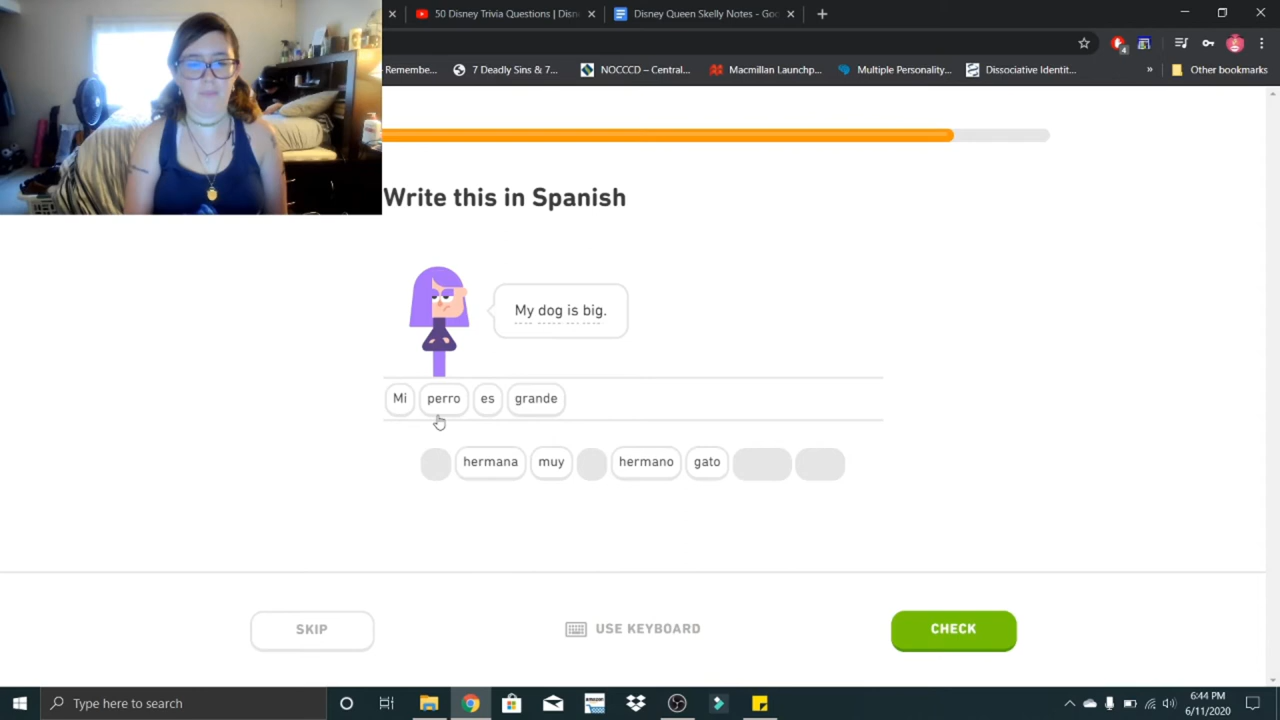 50 Disney Trivia Questions | Disn
Disney Queen Skelly Notes - Goo
4
Remembe...
7 Deadly Sins & 7...
NOCCCD – Central...
Macmillan Launchp...
Multiple Personality...
Dissociative Identit...
»
Other bookmarks
Write this in Spanish
My dog is big.
Mi perro es grande
hermana muy hermano gato
SKIP
USE KEYBOARD
CHECK
Type here to search
6:44 PM
6/11/2020